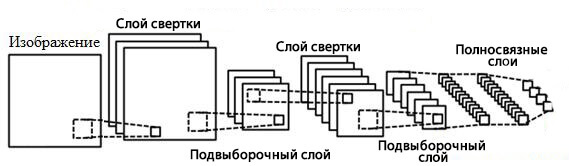 Изображение
Слой свертки
Подвыборочный слой
Слой свертки
Подвыборочный
слой
Полносвязные
слои